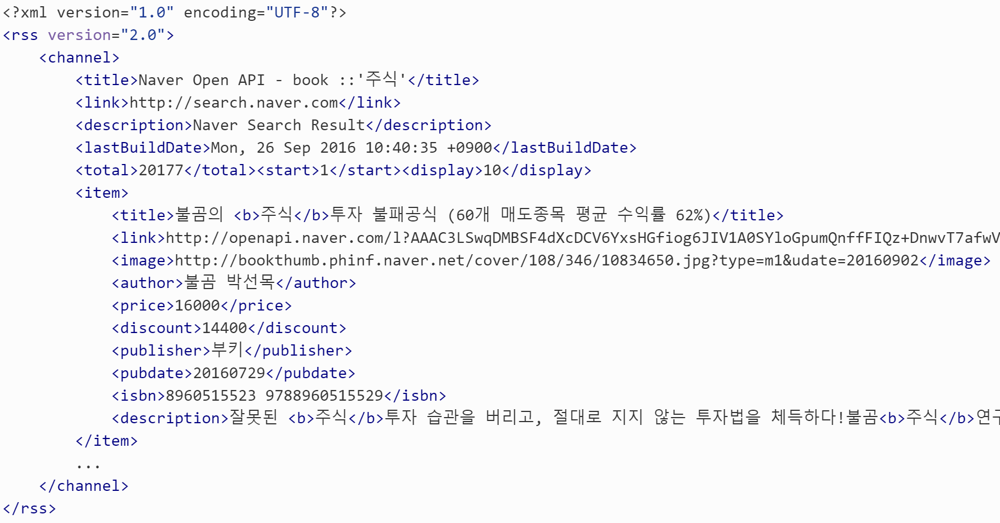 <?xml version="1.0" encoding="UTF-8"?>
<rss version="2.0">
<channel>
<title>Naver Open API - book ::'주식'</title>
<link>http://search.naver.com</link>
<description>Naver Search Result</description>
<lastBuildDate>Mon, 26 Sep 2016 10:40:35 +0900</lastBuildDate>
<total>20177</total><start>1</start><display>10</display>
<item>
<title>불곰의 <b>주식</b>투자 불패공식 (60개 매도종목 평균 수익률 62%)</title>
<link>http://openapi.naver.com/l?AAAC3LSwqDMBSF4dXcDCV6YxsHGfiog6JIV1A0SYloGpumQnffFIQz+DnwvT7afwV
<image>http://bookthumb.phinf.naver.net/cover/108/346/10834650.jpg?type=m1&udate=20160902</image>
<author>불곰 박선목</author>
<price>16000</price>
<discount>14400</discount>
<publisher>부키</publisher>
<pubdate>20160729</pubdate>
<isbn>8960515523 9788960515529</isbn>
<description>잘못된 <b>주식</b>투자 습관을 버리고, 절대로 지지 않는 투자법을 체득하다!불곰<b>주식</b>연구
</item>
...
</channel>
</rss>